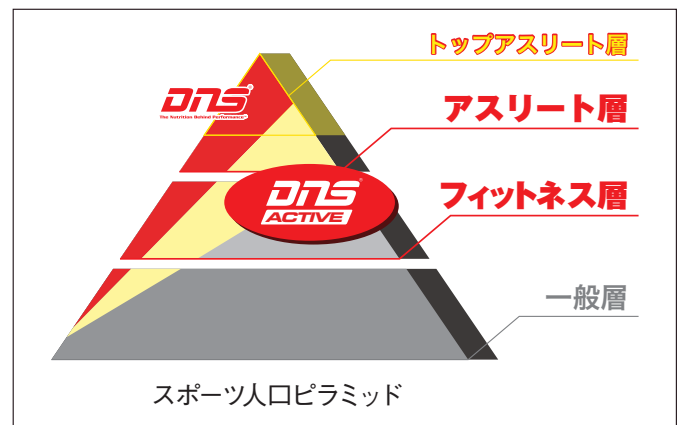 トップアスリート層
DNS®
The Nutrition Behind Performance™
アスリート層
DNS®
ACTIVE
フィットネス層
一般層
スポーツ人口ピラミッド